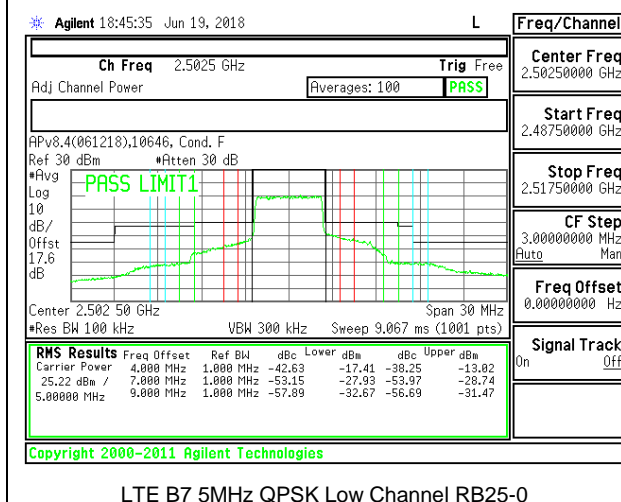 Agilent 18:45:35 Jun 19, 2018 L
Freq/Channel
Ch Freq 2.5025 GHz Trig Free
Adj Channel Power Averages: 100 PASS
Center Freq
2.50250000 GHz
Start Freq
2.48750000 GHz
APv8.4(061218),10646, Cond. F
Ref 30 dBm #Atten 30 dB
#Avg
Log
10
dB/
Offst
17.6
dB
PASS LIMIT1
Stop Freq
2.51750000 GHz
CF Step
3.00000000 MHz
Auto Man
Freq Offset
0.00000000 Hz
Center 2.502 50 GHz Span 30 MHz
#Res BW 100 kHz VBW 300 kHz Sweep 9.067 ms (1001 pts)
Signal Track
On Off
RMS Results Freq Offset Ref BW dBc Lower dBm dBc Upper dBm
Carrier Power 4.000 MHz 1.000 MHz -42.63 -17.41 -38.25 -13.02
25.22 dBm / 7.000 MHz 1.000 MHz -53.15 -27.93 -53.97 -28.74
5.00000 MHz 9.000 MHz 1.000 MHz -57.89 -32.67 -56.69 -31.47
Copyright 2000-2011 Agilent Technologies
LTE B7 5MHz QPSK Low Channel RB25-0